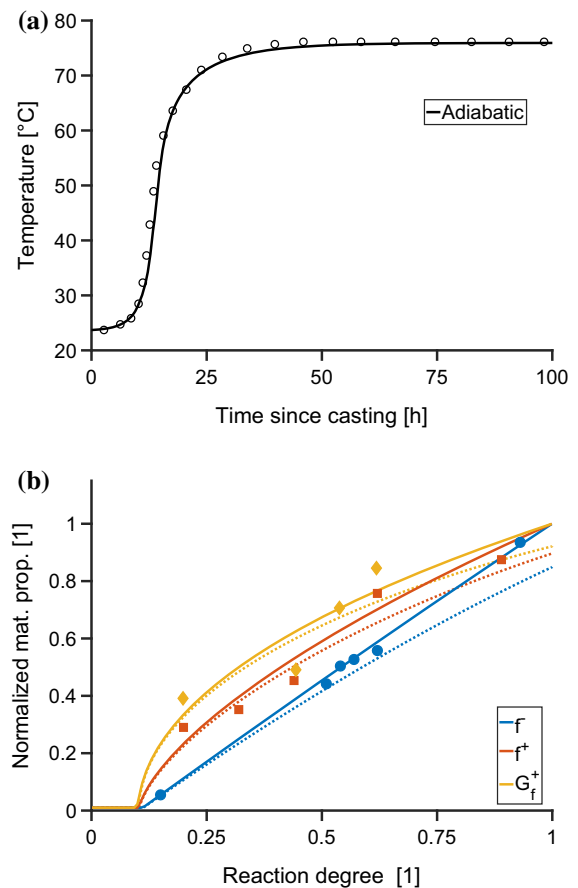 (a)
80
70
60
50
40
30
20
Temperature [°C]
Adiabatic
0 25 50 75 100
Time since casting [h]
(b)
1
0.8
0.6
0.4
0.2
0
Normalized mat. prop. [1]
f⁻
f⁺
G_f⁺
0 0.25 0.5 0.75 1
Reaction degree [1]